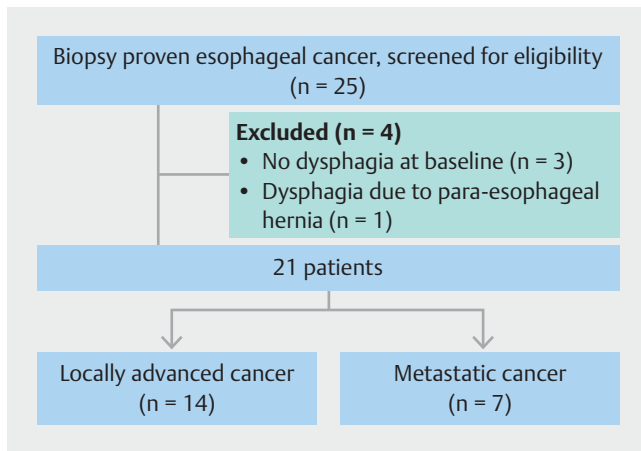 Biopsy proven esophageal cancer, screened for eligibility
(n = 25)
Excluded (n = 4)
• No dysphagia at baseline (n = 3)
• Dysphagia due to para-esophageal
hernia (n = 1)
21 patients
Locally advanced cancer
(n = 14)
Metastatic cancer
(n = 7)